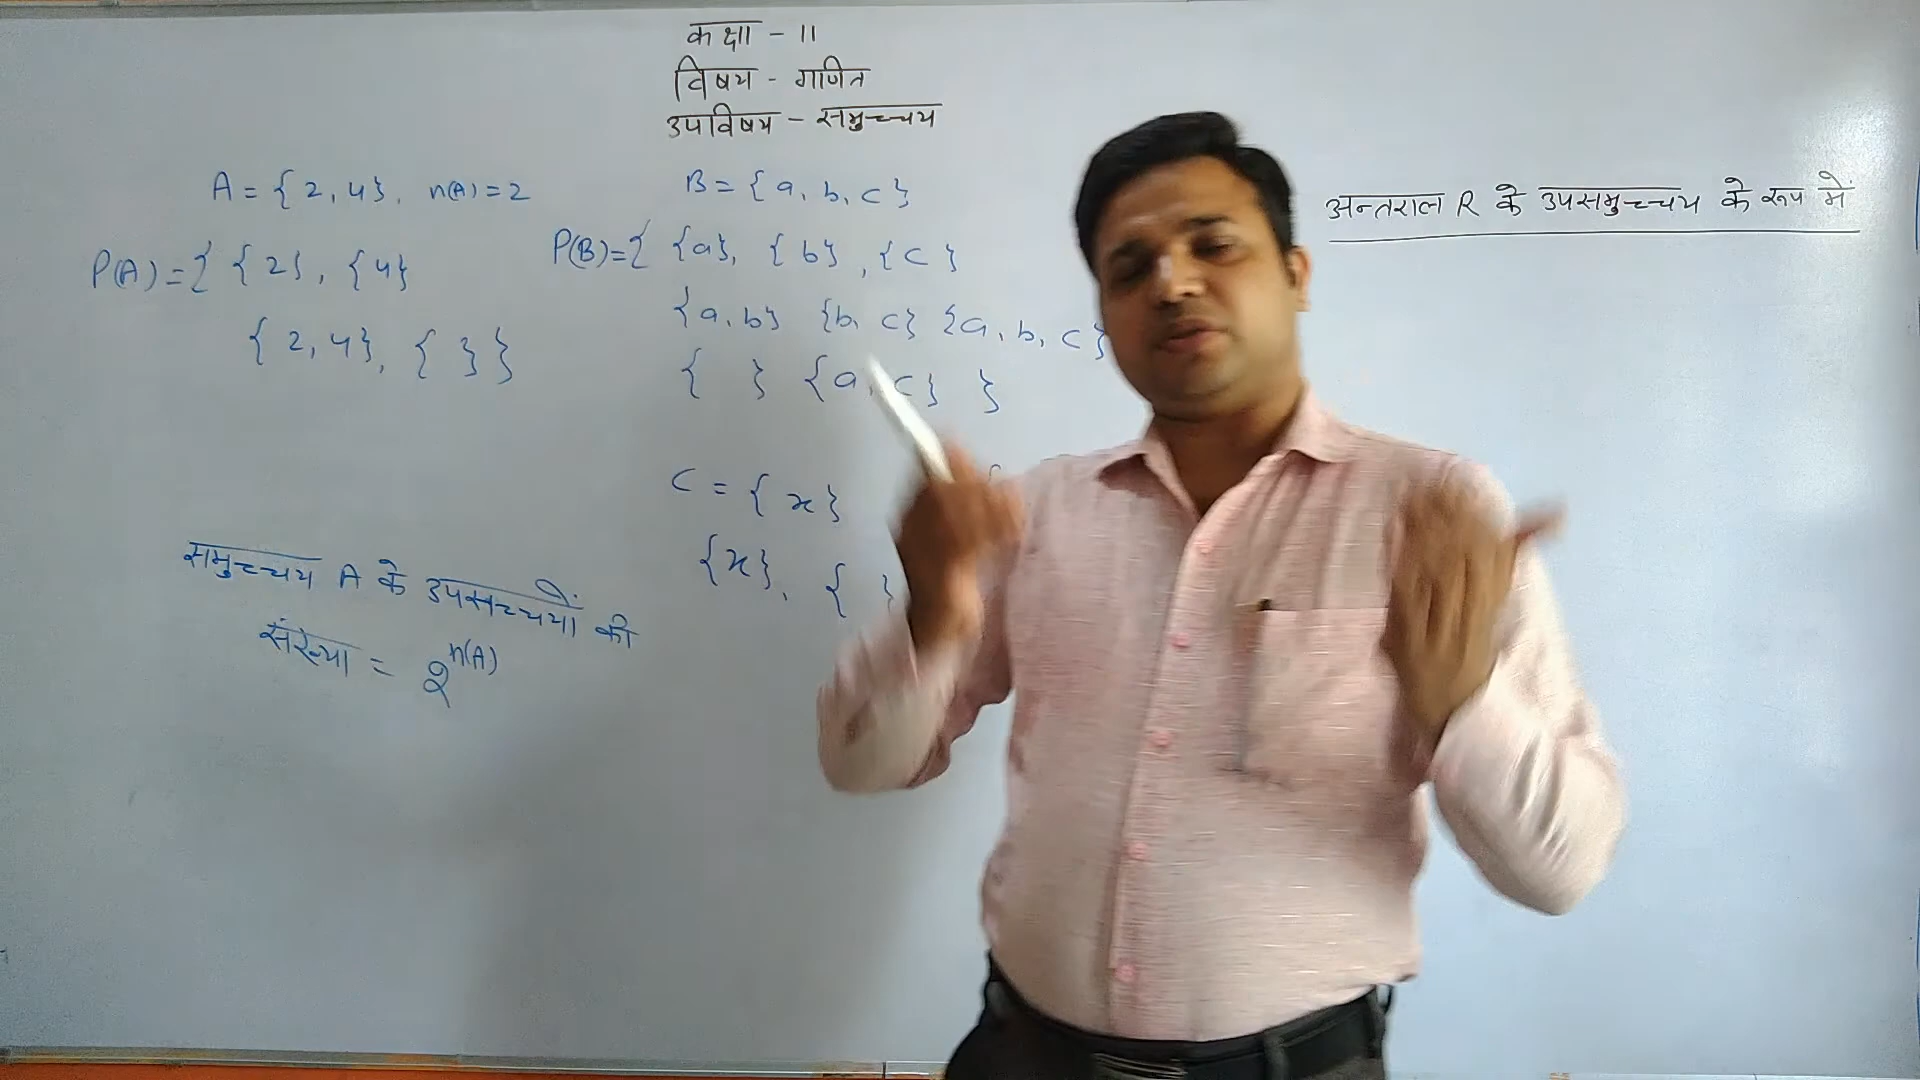 कक्षा - 11
विषय - गणित
उपविषय - समुच्चय
A = { 2, 4 }, n(A) = 2
P(A) = { { 2 }, { 4 }
{ 2, 4 }, { } }
B = { a, b, c }
P(B) = { { a }, { b }, { c }
{ a, b } { b, c } { a, b, c }
{ } { a, c } }
C = { x }
{ x }, { }
समुच्चय A के उपसच्चयों की
संख्या = 2^n(A)
अन्तराल R के उपसमुच्चय के रूप में